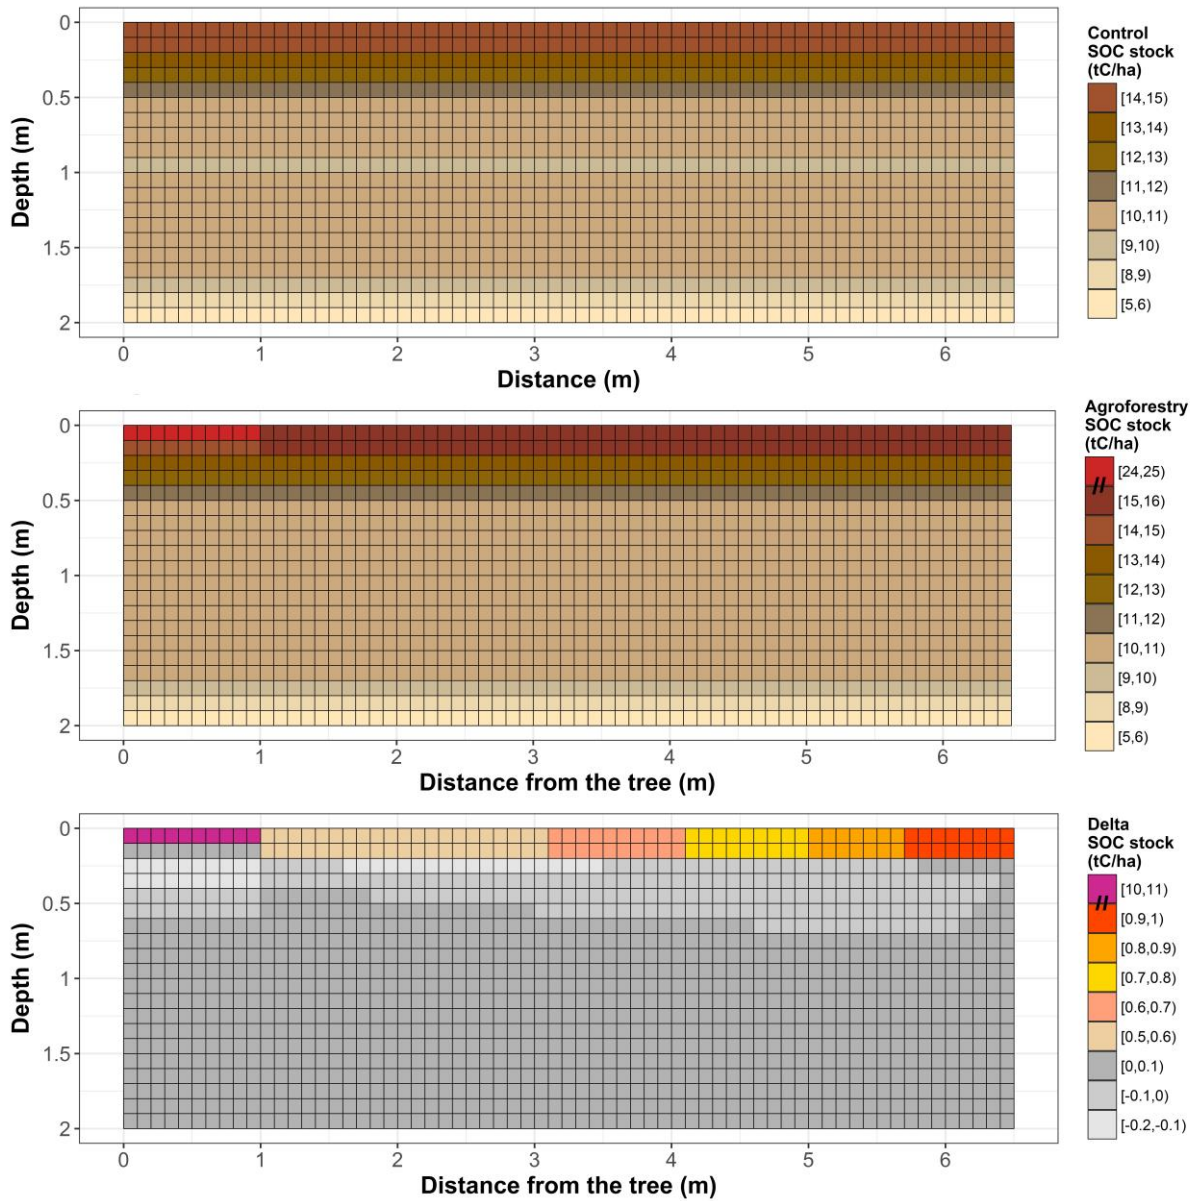 Control
SOC stock
(tC/ha)
[14,15)
[13,14)
[12,13)
[11,12)
[10,11)
[9,10)
[8,9)
[5,6)
Depth (m)
0
0.5
1
1.5
2
0 1 2 3 4 5 6
Distance (m)
Agroforestry
SOC stock
(tC/ha)
[24,25)
//
[15,16)
[14,15)
[13,14)
[12,13)
[11,12)
[10,11)
[9,10)
[8,9)
[5,6)
Depth (m)
0
0.5
1
1.5
2
0 1 2 3 4 5 6
Distance from the tree (m)
Delta
SOC stock
(tC/ha)
[10,11)
//
[0.9,1)
[0.8,0.9)
[0.7,0.8)
[0.6,0.7)
[0.5,0.6)
[0,0.1)
[-0.1,0)
[-0.2,-0.1)
Depth (m)
0
0.5
1
1.5
2
0 1 2 3 4 5 6
Distance from the tree (m)